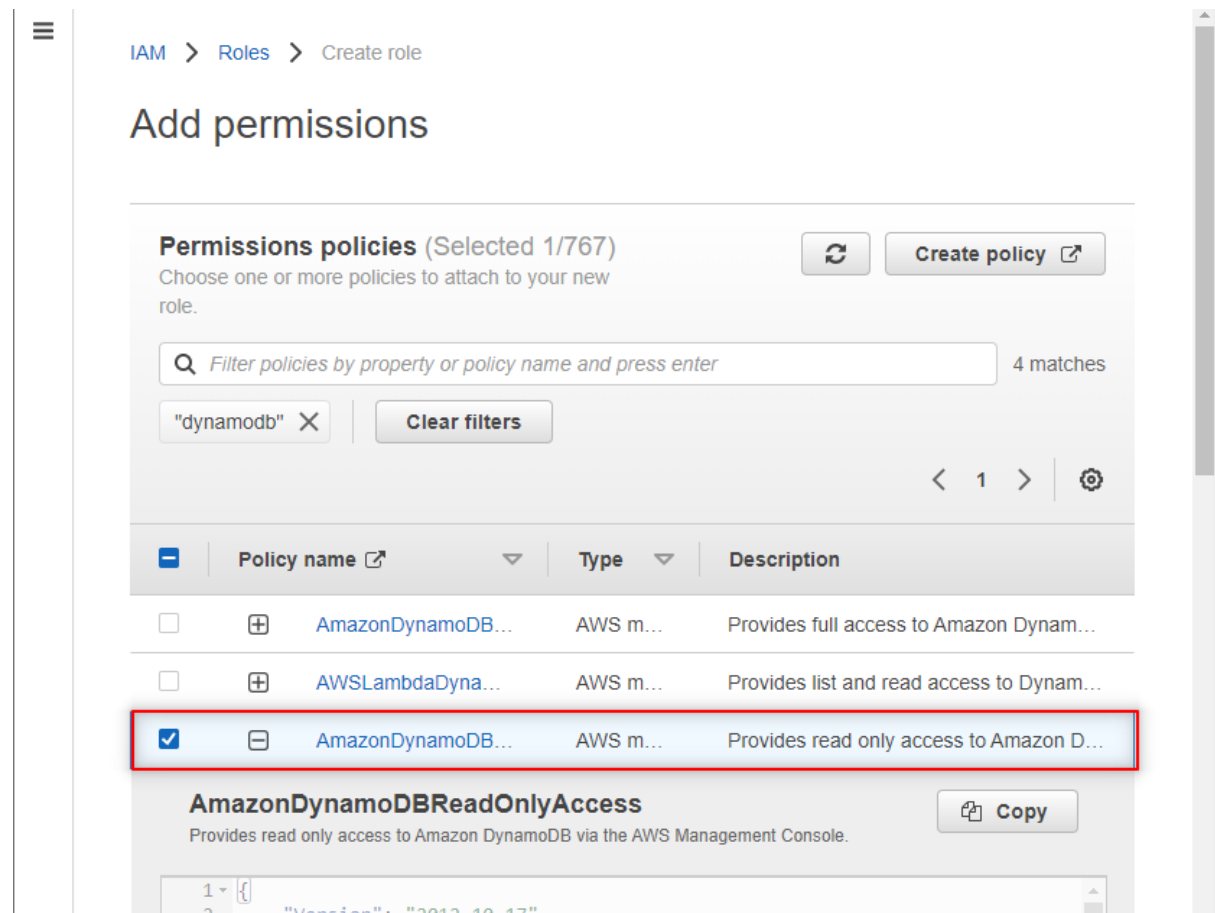 IAM > Roles > Create role
Add permissions
Permissions policies (Selected 1/767)
Choose one or more policies to attach to your new
role.
Create policy
Filter policies by property or policy name and press enter
4 matches
"dynamodb"
Clear filters
1
Policy name
Type
Description
AmazonDynamoDB... AWS m... Provides full access to Amazon Dynam...
AWSLambdaDyna... AWS m... Provides list and read access to Dynam...
AmazonDynamoDB... AWS m... Provides read only access to Amazon D...
AmazonDynamoDBReadOnlyAccess
Provides read only access to Amazon DynamoDB via the AWS Management Console.
Copy
1 {